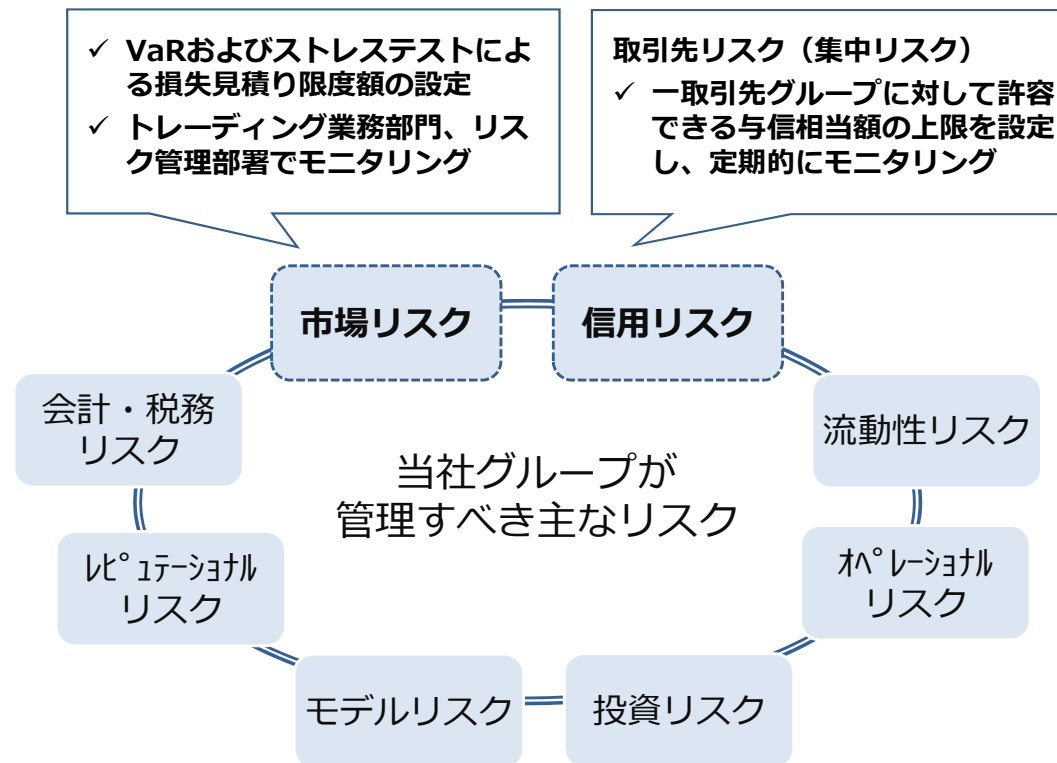 ✓ VaRおよびストレステストによ
る損失見積り限度額の設定
✓ トレーディング業務部門、リス
ク管理部署でモニタリング
取引先リスク（集中リスク）
✓ 一取引先グループに対して許容
できる与信相当額の上限を設定
し、定期的にモニタリング
市場リスク
信用リスク
会計・税務
リスク
流動性リスク
当社グループが
管理すべき主なリスク
ﾚﾋﾟｭﾃｰｼｮﾅﾙ
リスク
ｵﾍﾟﾚｰｼｮﾅﾙ
リスク
モデルリスク
投資リスク